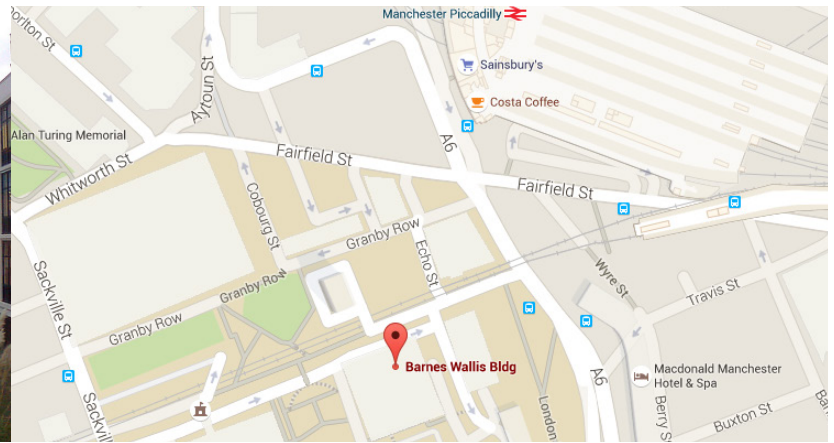 Manchester Piccadilly
Sainsbury's
Costa Coffee
Aytoun St
A6
Alan Turing Memorial
Whitworth St
Fairfield St
Fairfield St
Cobourg St
Granby Row
Echo St
Sackville St
Granby Row
Granby Row
Wyre St
Travis St
Barnes Wallis Bldg
Macdonald Manchester
Hotel & Spa
A6
London
Berry St
Buxton St